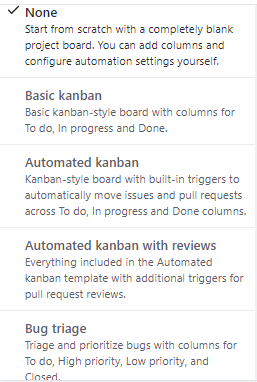 None
Start from scratch with a completely blank
project board. You can add columns and
configure automation settings yourself.
Basic kanban
Basic kanban-style board with columns for
To do, In progress and Done.
Automated kanban
Kanban-style board with built-in triggers to
automatically move issues and pull requests
across To do, In progress and Done columns.
Automated kanban with reviews
Everything included in the Automated
kanban template with additional triggers for
pull request reviews.
Bug triage
Triage and prioritize bugs with columns for
To do, High priority, Low priority, and
Closed.